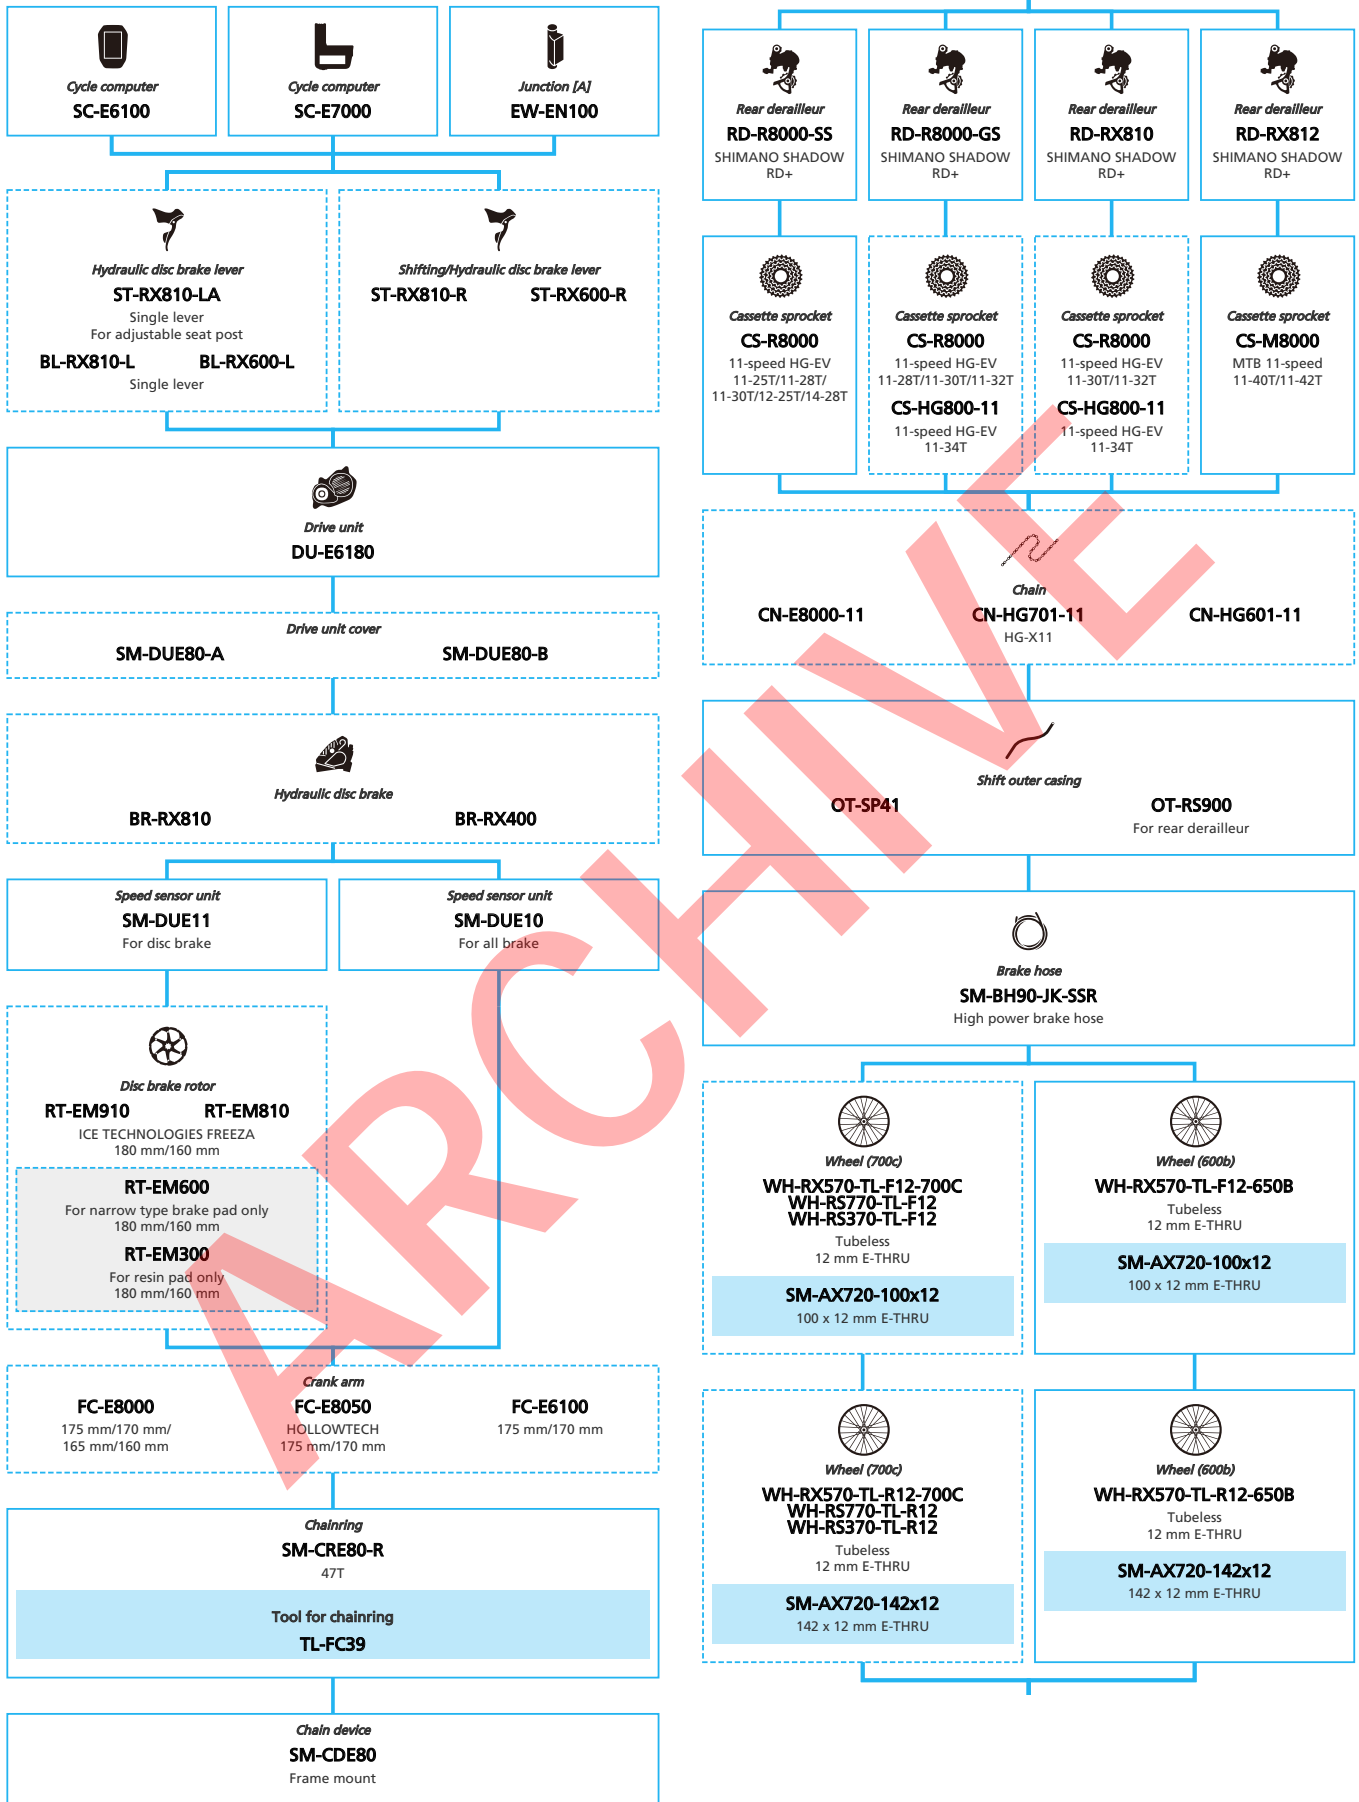 Cycle computer
SC-E6100
Cycle computer
SC-E7000
Junction [A]
EW-EN100
Hydraulic disc brake lever
ST-RX810-LA
Single lever
For adjustable seat post
BL-RX810-L BL-RX600-L
Single lever
Shifting/Hydraulic disc brake lever
ST-RX810-R ST-RX600-R
Drive unit
DU-E6180
Drive unit cover
SM-DUE80-A SM-DUE80-B
Hydraulic disc brake
BR-RX810 BR-RX400
Speed sensor unit
SM-DUE11
For disc brake
Speed sensor unit
SM-DUE10
For all brake
Disc brake rotor
RT-EM910 RT-EM810
ICE TECHNOLOGIES FREEZA
180 mm/160 mm
RT-EM600
For narrow type brake pad only
180 mm/160 mm
RT-EM300
For resin pad only
180 mm/160 mm
Crank arm
FC-E8000
175 mm/170 mm/
165 mm/160 mm
FC-E8050
HOLLOWTECH
175 mm/170 mm
FC-E6100
175 mm/170 mm
Chainring
SM-CRE80-R
47T
Tool for chainring
TL-FC39
Chain device
SM-CDE80
Frame mount
Rear derailleur
RD-R8000-SS
SHIMANO SHADOW
RD+
Rear derailleur
RD-R8000-GS
SHIMANO SHADOW
RD+
Rear derailleur
RD-RX810
SHIMANO SHADOW
RD+
Rear derailleur
RD-RX812
SHIMANO SHADOW
RD+
Cassette sprocket
CS-R8000
11-speed HG-EV
11-25T/11-28T/
11-30T/12-25T/14-28T
Cassette sprocket
CS-R8000
11-speed HG-EV
11-28T/11-30T/11-32T
CS-HG800-11
11-speed HG-EV
11-34T
Cassette sprocket
CS-R8000
11-speed HG-EV
11-30T/11-32T
CS-HG800-11
11-speed HG-EV
11-34T
Cassette sprocket
CS-M8000
MTB 11-speed
11-40T/11-42T
Chain
CN-E8000-11 CN-HG701-11 CN-HG601-11
HG-X11
Shift outer casing
OT-SP41 OT-RS900
For rear derailleur
Brake hose
SM-BH90-JK-SSR
High power brake hose
Wheel (700c)
WH-RX570-TL-F12-700C
WH-RS770-TL-F12
WH-RS370-TL-F12
Tubeless
12 mm E-THRU
SM-AX720-100x12
100 x 12 mm E-THRU
Wheel (600b)
WH-RX570-TL-F12-650B
Tubeless
12 mm E-THRU
SM-AX720-100x12
100 x 12 mm E-THRU
Wheel (700c)
WH-RX570-TL-R12-700C
WH-RS770-TL-R12
WH-RS370-TL-R12
Tubeless
12 mm E-THRU
SM-AX720-142x12
142 x 12 mm E-THRU
Wheel (600b)
WH-RX570-TL-R12-650B
Tubeless
12 mm E-THRU
SM-AX720-142x12
142 x 12 mm E-THRU
ARCHIVE